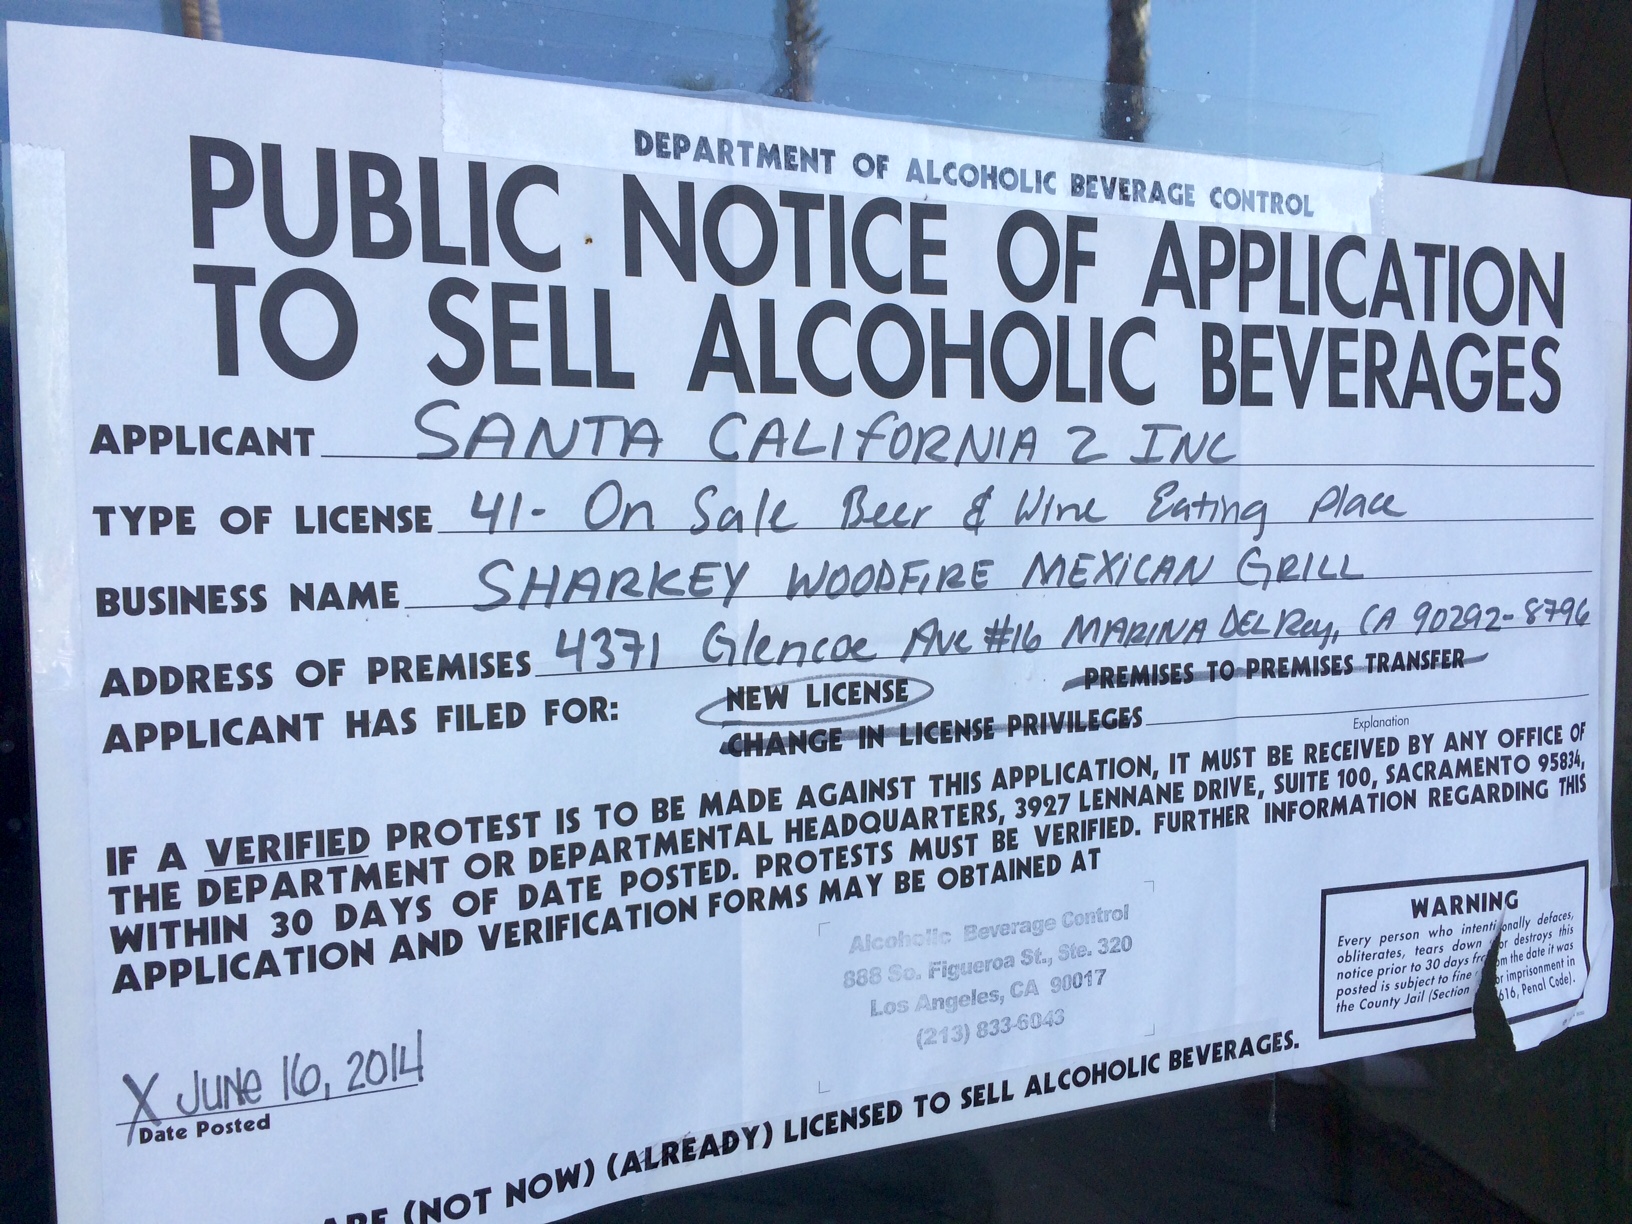 DEPARTMENT OF ALCOHOLIC BEVERAGE CONTROL
PUBLIC NOTICE OF APPLICATION
TO SELL ALCOHOLIC BEVERAGES
APPLICANT SANTA CALIFORNIA 2 INC
TYPE OF LICENSE 41- On Sale Beer & Wine Eating Place
BUSINESS NAME SHARKEY WOODFIRE MEXICAN GRILL
ADDRESS OF PREMISES 4371 Glencoe Ave #16 MARINA DEL Rey, CA 90292-8796
APPLICANT HAS FILED FOR: NEW LICENSE PREMISES TO PREMISES TRANSFER
CHANGE IN LICENSE PRIVILEGES
Explanation
IF A VERIFIED PROTEST IS TO BE MADE AGAINST THIS APPLICATION, IT MUST BE RECEIVED BY ANY OFFICE OF
THE DEPARTMENT OR DEPARTMENTAL HEADQUARTERS, 3927 LENNANE DRIVE, SUITE 100, SACRAMENTO 95834,
WITHIN 30 DAYS OF DATE POSTED. PROTESTS MUST BE VERIFIED. FURTHER INFORMATION REGARDING THIS
APPLICATION AND VERIFICATION FORMS MAY BE OBTAINED AT
Alcoholic Beverage Control
888 So. Figueroa St., Ste. 320
Los Angeles, CA 90017
(213) 833-6043
WARNING
Every person who intentionally defaces,
obliterates, tears down or destroys this
notice prior to 30 days from the date it was
posted is subject to fine or imprisonment in
the County Jail (Section 616, Penal Code).
X JUNE 16, 2014
Date Posted
ARE (NOT NOW) (ALREADY) LICENSED TO SELL ALCOHOLIC BEVERAGES.